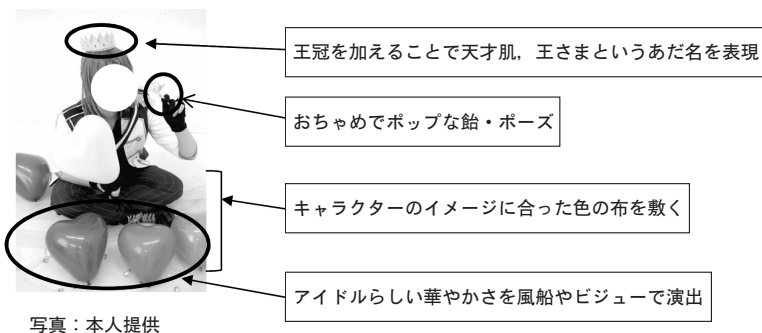 王冠を加えることで天才肌，王さまというあだ名を表現
おちゃめでポップな飴・ポーズ
キャラクターのイメージに合った色の布を敷く
アイドルらしい華やかさを風船やビジューで演出
写真：本人提供